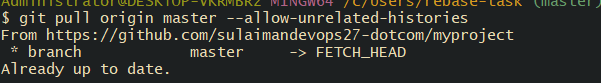 Administrator@DESKTOP-VKRMBR2 MINGW64 /c/Users/rebase-task (master)
$ git pull origin master --allow-unrelated-histories
From https://github.com/sulaimandevops27-dotcom/myproject
 * branch            master     -> FETCH_HEAD
Already up to date.